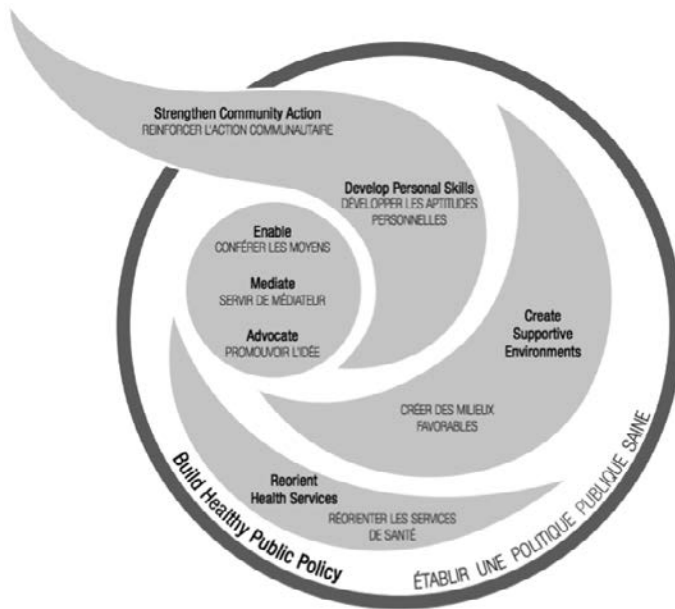 Strengthen Community Action
REINFORCER L'ACTION COMMUNAUTAIRE
Develop Personal Skills
DÉVELOPPER LES APTITUDES
PERSONNELLES
Enable
CONFÉRER LES MOYENS
Mediate
SERVIR DE MÉDIATEUR
Advocate
PROMOUVOIR L'IDÉE
Create
Supportive
Environments
CRÉER DES MILIEUX
FAVORABLES
Reorient
Health Services
RÉORIENTER LES SERVICES
DE SANTÉ
Build Healthy Public Policy
ÉTABLIR UNE POLITIQUE PUBLIQUE SAINE